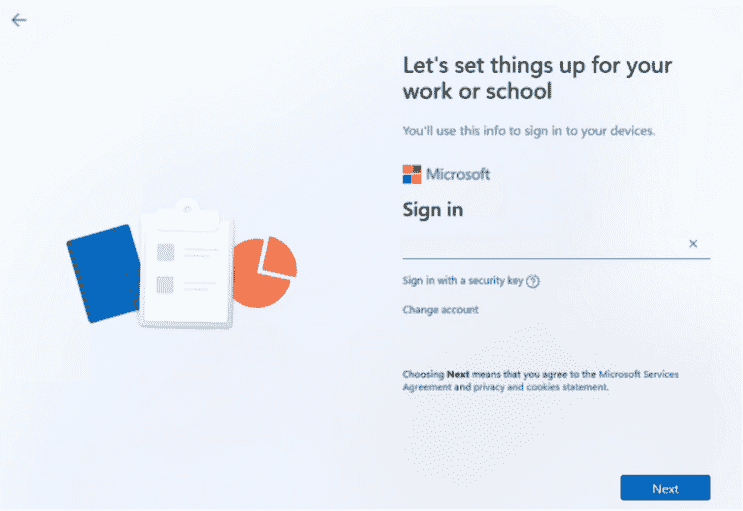 Let's set things up for your
work or school
You'll use this info to sign in to your devices.
Microsoft
Sign in
Sign in with a security key
Change account
Choosing Next means that you agree to the Microsoft Services
Agreement and privacy and cookies statement.
Next